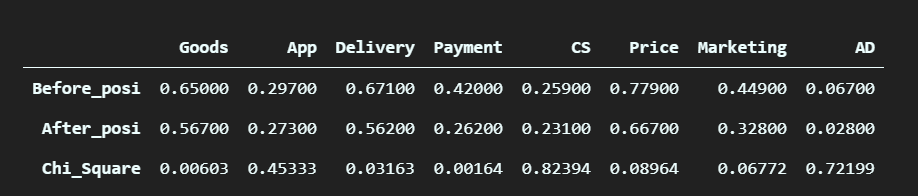 Goods App Delivery Payment CS Price Marketing AD
Before_posi 0.65000 0.29700 0.67100 0.42000 0.25900 0.77900 0.44900 0.06700
After_posi 0.56700 0.27300 0.56200 0.26200 0.23100 0.66700 0.32800 0.02800
Chi_Square 0.00603 0.45333 0.03163 0.00164 0.82394 0.08964 0.06772 0.72199